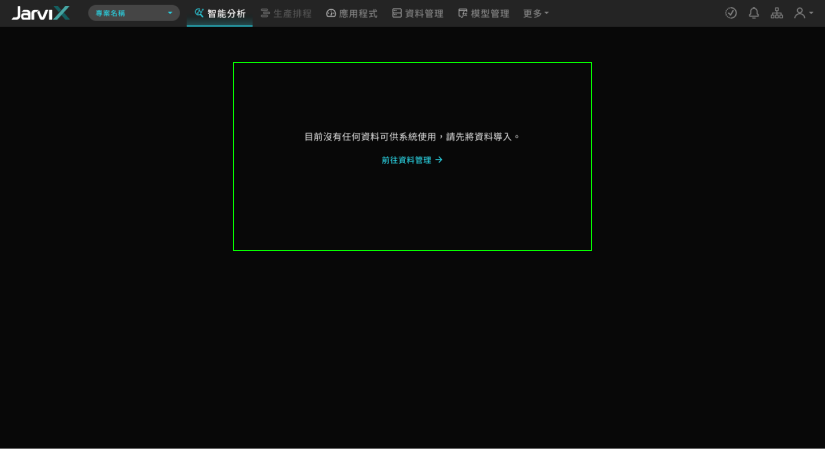 JarviX
專案名稱
智能分析
生產排程
應用程式
資料管理
模型管理
更多
目前沒有任何資料可供系統使用，請先將資料導入。
前往資料管理 →